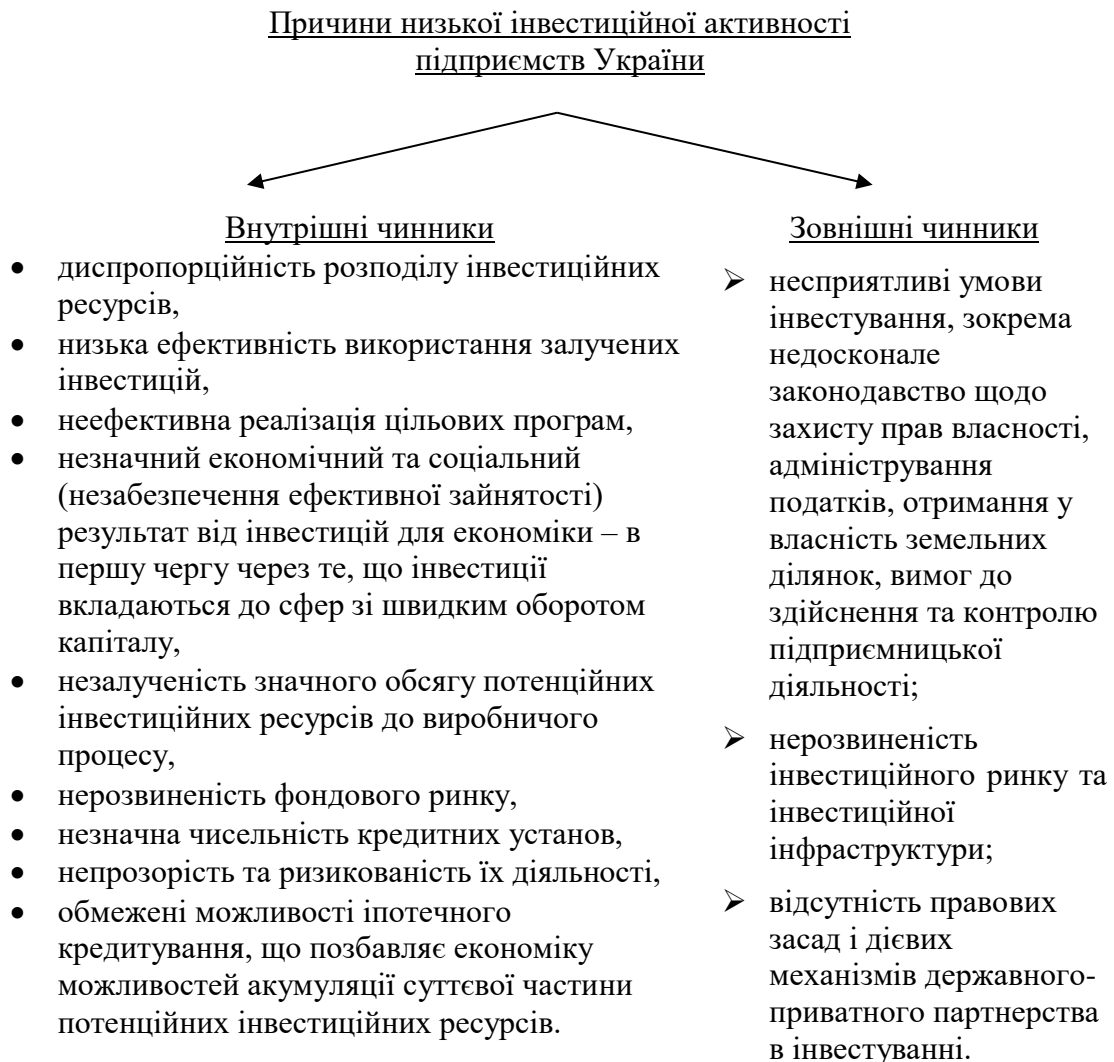 Причини низької інвестиційної активності
підприємств України
Внутрішні чинники
• диспропорційність розподілу інвестиційних
ресурсів,
• низька ефективність використання залучених
інвестицій,
• неефективна реалізація цільових програм,
• незначний економічний та соціальний
(незабезпечення ефективної зайнятості)
результат від інвестицій для економіки – в
першу чергу через те, що інвестиції
вкладаються до сфер зі швидким оборотом
капіталу,
• незалученість значного обсягу потенційних
інвестиційних ресурсів до виробничого
процесу,
• нерозвиненість фондового ринку,
• незначна чисельність кредитних установ,
• непрозорість та ризикованість їх діяльності,
• обмежені можливості іпотечного
кредитування, що позбавляє економіку
можливостей акумуляції суттєвої частини
потенційних інвестиційних ресурсів.
Зовнішні чинники
➢ несприятливі умови
інвестування, зокрема
недосконале
законодавство щодо
захисту прав власності,
адміністрування
податків, отримання у
власність земельних
ділянок, вимог до
здійснення та контролю
підприємницької
діяльності;
➢ нерозвиненість
інвестиційного ринку та
інвестиційної
інфраструктури;
➢ відсутність правових
засад і дієвих
механізмів державного-
приватного партнерства
в інвестуванні.